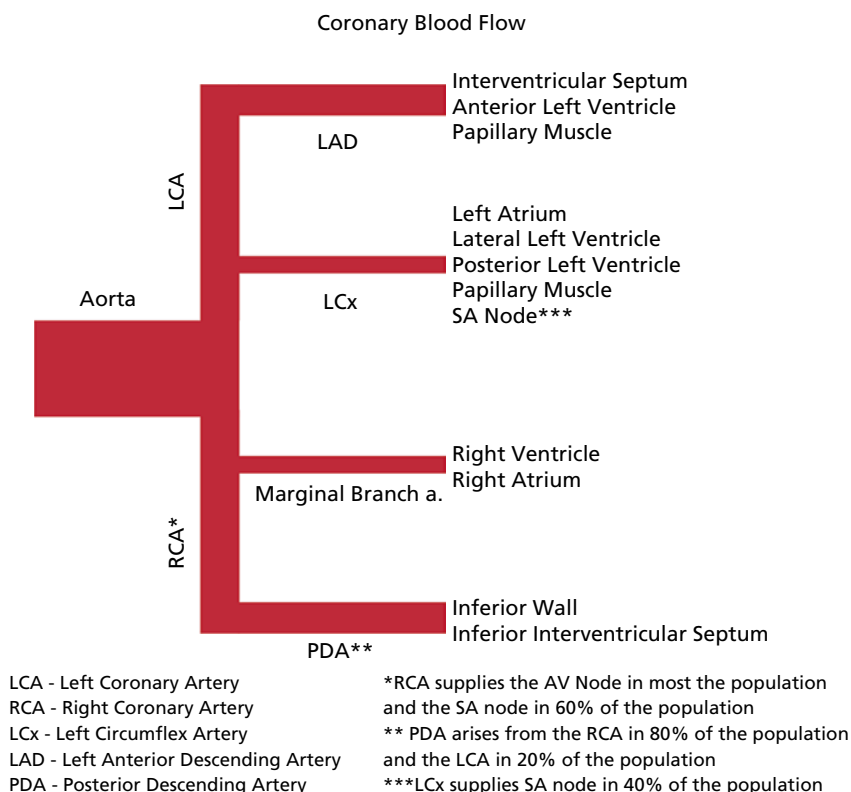 Coronary Blood Flow
Interventricular Septum
Anterior Left Ventricle
Papillary Muscle
LAD
LCA
Left Atrium
Lateral Left Ventricle
Posterior Left Ventricle
Papillary Muscle
SA Node***
LCx
Aorta
Right Ventricle
Right Atrium
Marginal Branch a.
RCA*
Inferior Wall
Inferior Interventricular Septum
PDA**
LCA - Left Coronary Artery
RCA - Right Coronary Artery
LCx - Left Circumflex Artery
LAD - Left Anterior Descending Artery
PDA - Posterior Descending Artery
*RCA supplies the AV Node in most the population
and the SA node in 60% of the population
** PDA arises from the RCA in 80% of the population
and the LCA in 20% of the population
***LCx supplies SA node in 40% of the population